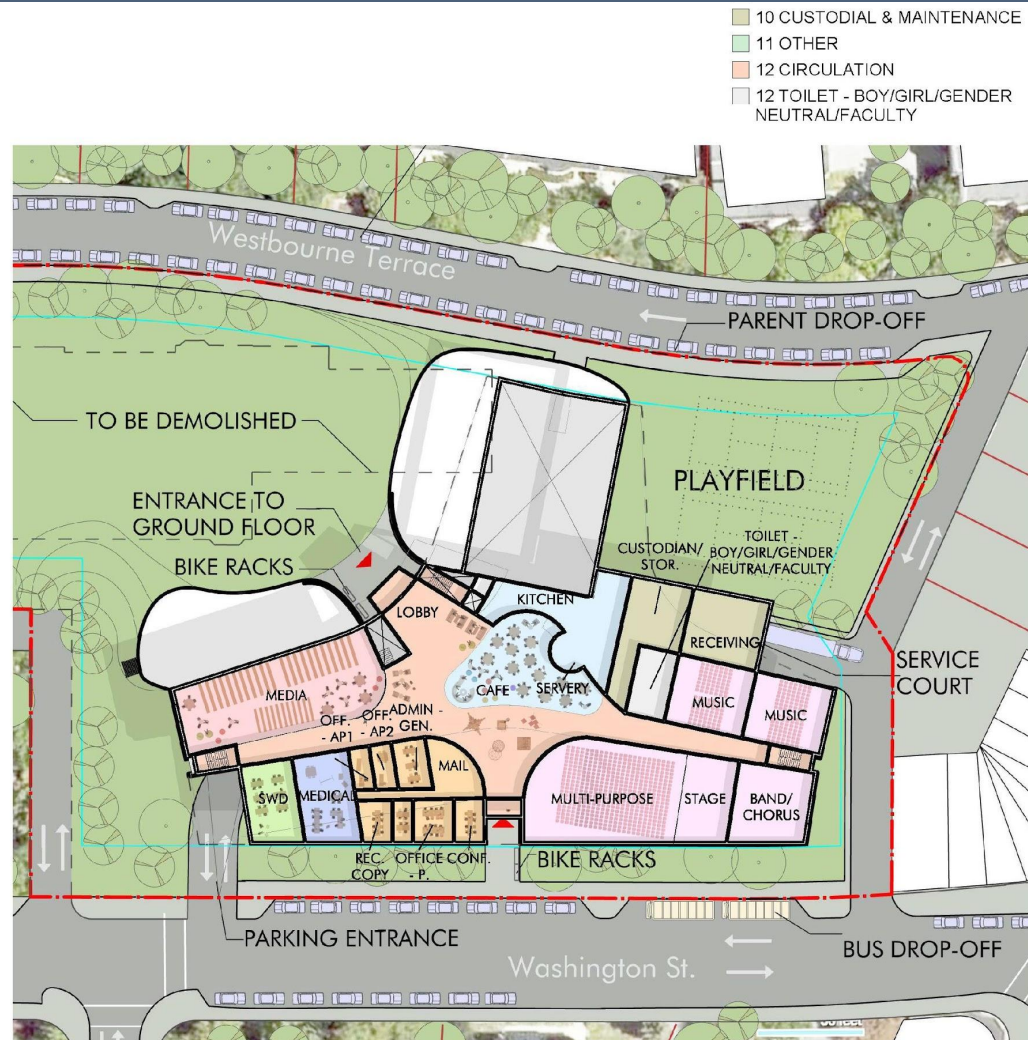 10 CUSTODIAL & MAINTENANCE
11 OTHER
12 CIRCULATION
12 TOILET - BOY/GIRL/GENDER
NEUTRAL/FACULTY
Westbourne Terrace
PARENT DROP-OFF
TO BE DEMOLISHED
PLAYFIELD
ENTRANCE TO
GROUND FLOOR
BIKE RACKS
TOILET -
BOY/GIRL/GENDER
NEUTRAL/FACULTY
CUSTODIAN/
STOR.
KITCHEN
LOBBY
RECEIVING
SERVICE
COURT
MEDIA
CAFE
SERVERY
MUSIC
MUSIC
OFF.
- AP1
OFF.
- AP2
ADMIN -
GEN.
MAIL
SWD
MEDICAL
MULTI-PURPOSE
STAGE
BAND/
CHORUS
REC.
COPY
OFFICE
- P.
CONF.
BIKE RACKS
PARKING ENTRANCE
BUS DROP-OFF
Washington St.